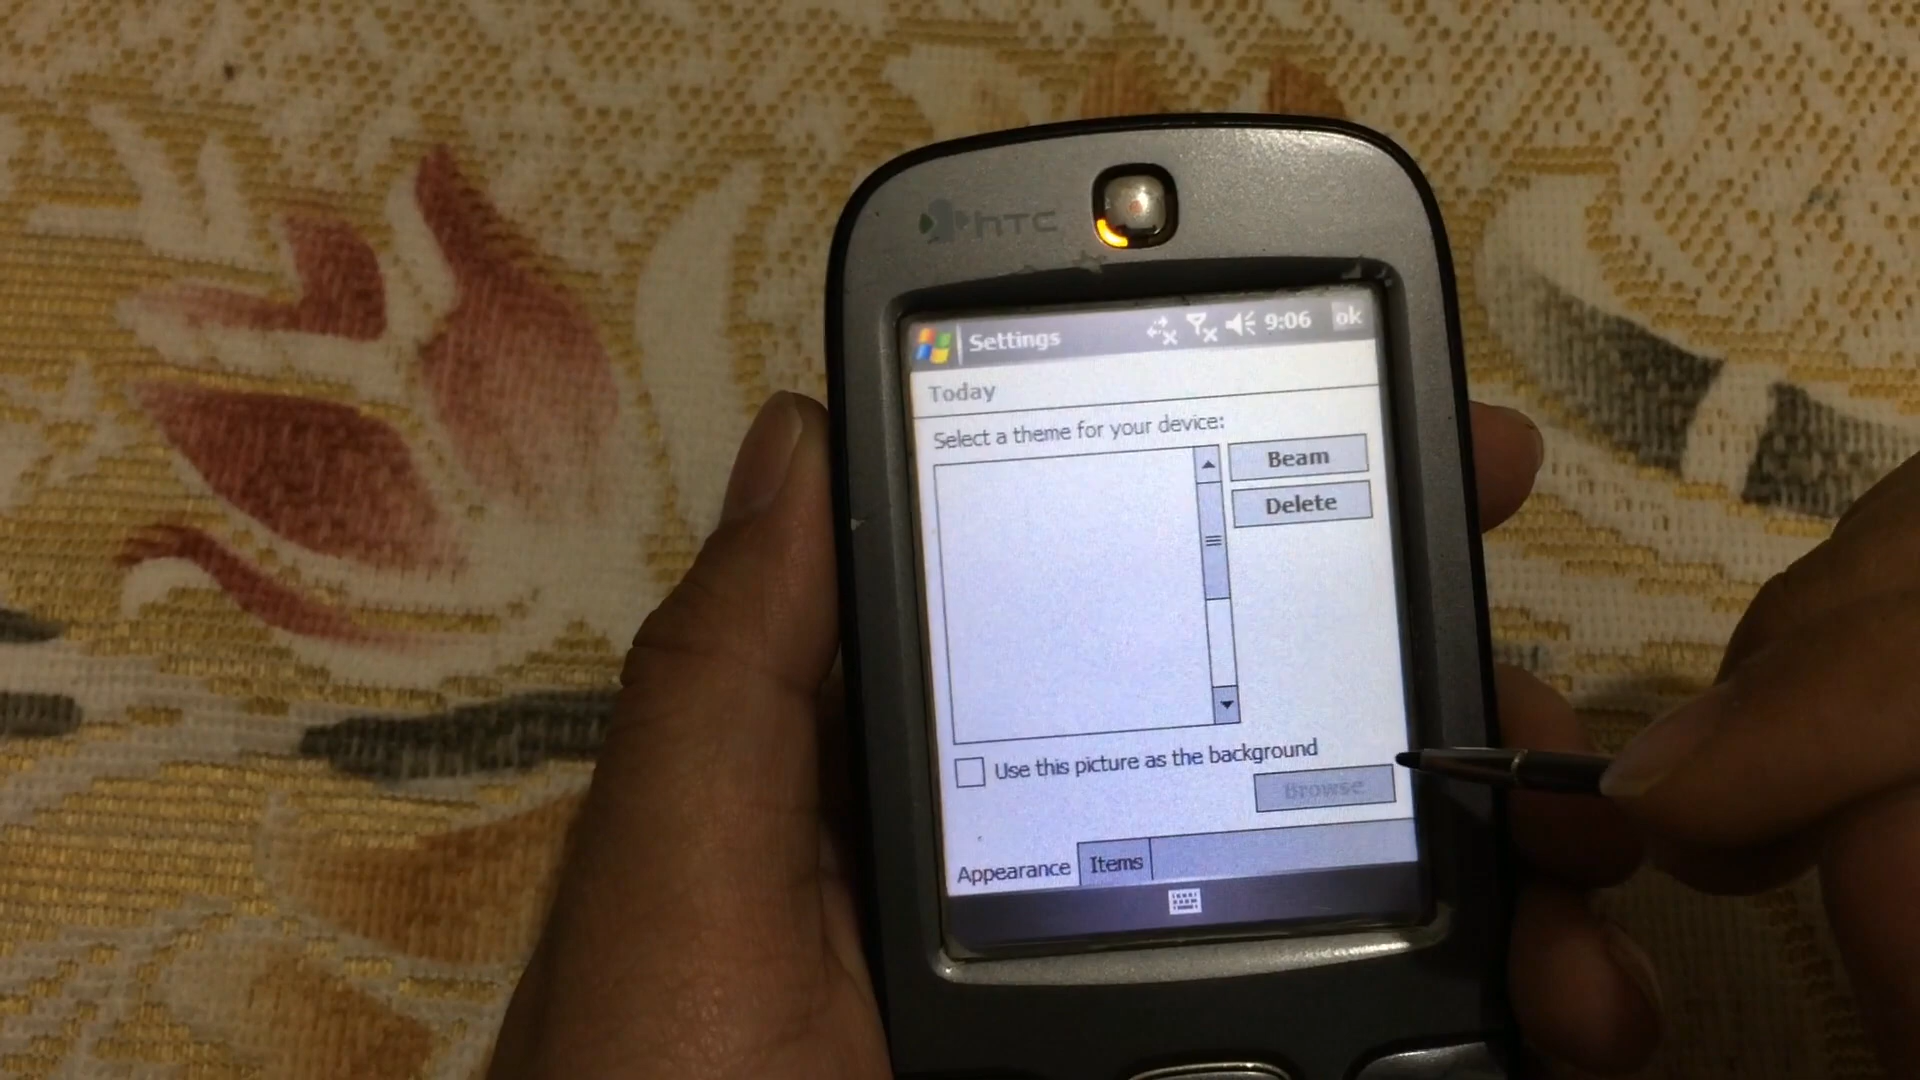 hTC
Settings 9:06 ok
Today
Select a theme for your device:
Beam
Delete
Use this picture as the background
Browse
Appearance Items